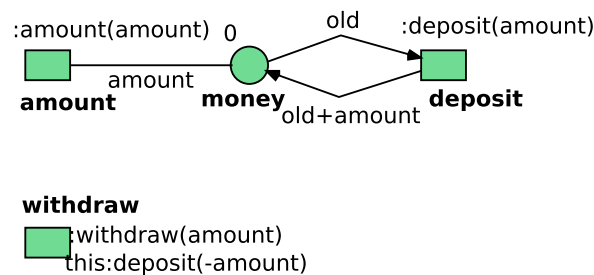 :amount(amount)
0
old
:deposit(amount)
amount
amount
money
deposit
old+amount
withdraw
:withdraw(amount)
this:deposit(-amount)